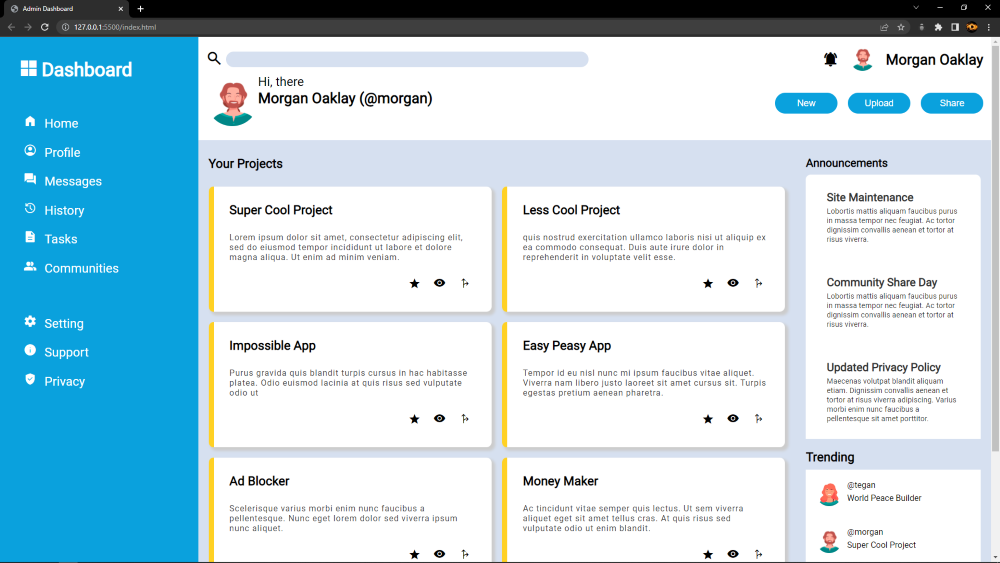 Admin Dashboard
127.0.0.1:5500/index.html
Dashboard
Home
Profile
Messages
History
Tasks
Communities
Setting
Support
Privacy
Morgan Oaklay
Hi, there
Morgan Oaklay (@morgan)
New
Upload
Share
Your Projects
Super Cool Project
Lorem ipsum dolor sit amet, consectetur adipiscing elit,
sed do eiusmod tempor incididunt ut labore et dolore
magna aliqua. Ut enim ad minim veniam.
Less Cool Project
quis nostrud exercitation ullamco laboris nisi ut aliquip ex
ea commodo consequat. Duis aute irure dolor in
reprehenderit in voluptate velit esse.
Impossible App
Purus gravida quis blandit turpis cursus in hac habitasse
platea. Odio euismod lacinia at quis risus sed vulputate
odio ut
Easy Peasy App
Tempor id eu nisl nunc mi ipsum faucibus vitae aliquet.
Viverra nam libero justo laoreet sit amet cursus sit. Turpis
egestas pretium aenean pharetra.
Ad Blocker
Scelerisque varius morbi enim nunc faucibus a
pellentesque. Nunc eget lorem dolor sed viverra ipsum
nunc aliquet.
Money Maker
Ac tincidunt vitae semper quis lectus. Ut sem viverra
aliquet eget sit amet tellus cras. At quis risus sed
vulputate odio ut enim blandit.
Announcements
Site Maintenance
Lobortis mattis aliquam faucibus purus
in massa tempor nec feugiat. Ac tortor
dignissim convallis aenean et tortor at
risus viverra.
Community Share Day
Lobortis mattis aliquam faucibus purus
in massa tempor nec feugiat. Ac tortor
dignissim convallis aenean et tortor at
risus viverra.
Updated Privacy Policy
Maecenas volutpat blandit aliquam
etiam. Dignissim convallis aenean et
tortor at risus viverra adipiscing. Varius
morbi enim nunc faucibus a
pellentesque sit amet porttitor.
Trending
@tegan
World Peace Builder
@morgan
Super Cool Project